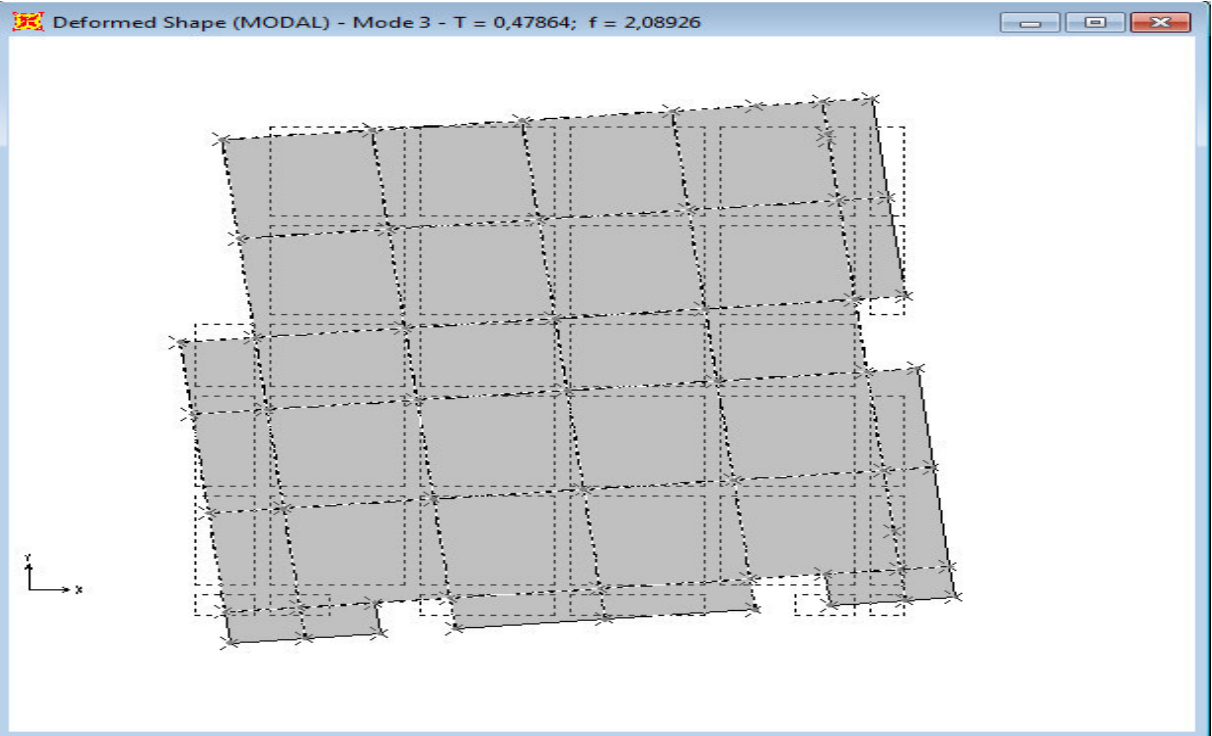 Deformed Shape (MODAL) - Mode 3 - T = 0,47864; f = 2,08926
Y
X